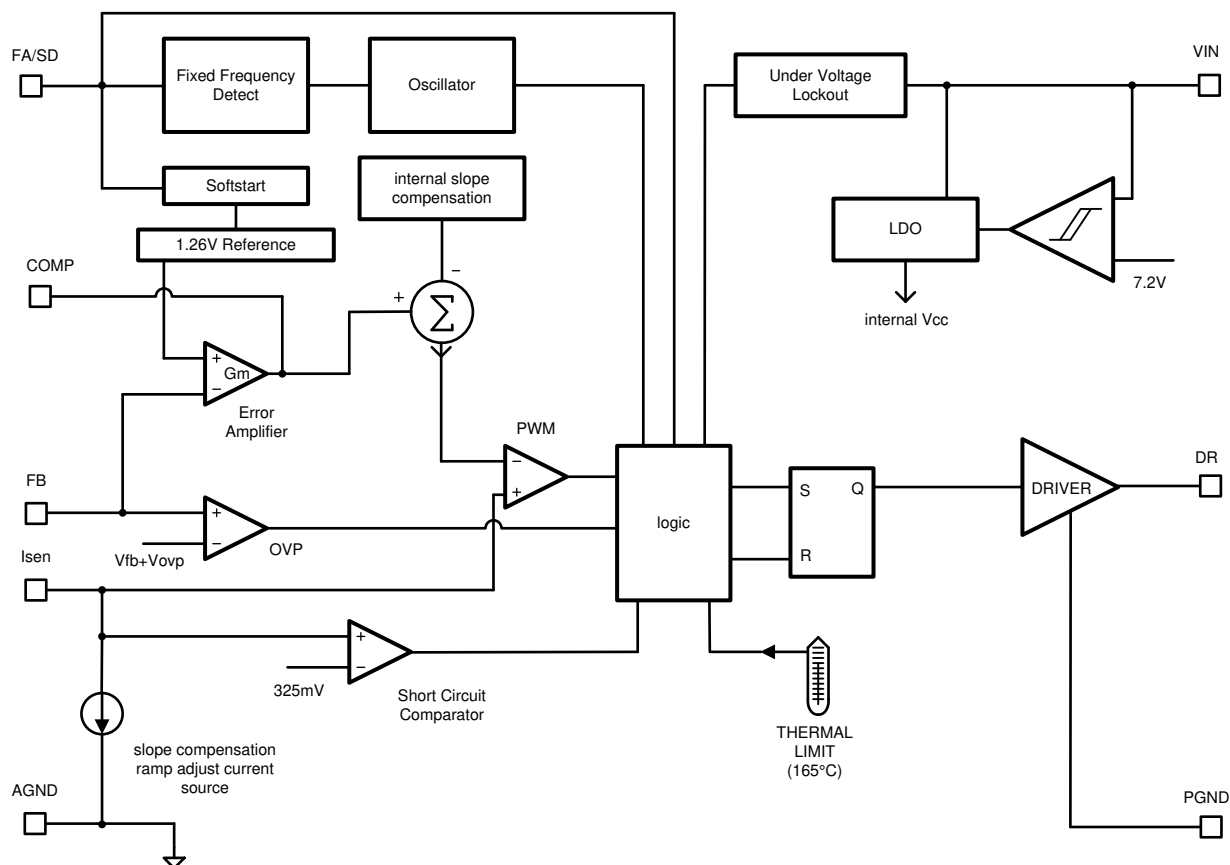 FA/SD
VIN
Fixed Frequency
Detect
Oscillator
Under Voltage
Lockout
Softstart
internal slope
compensation
1.26V Reference
LDO
COMP
7.2V
internal Vcc
−
+
Σ
+
−
Gm
Error
Amplifier
PWM
−
+
FB
DR
DRIVER
S
Q
R
logic
+
−
OVP
Vfb+Vovp
Isen
+
−
325mV
Short Circuit
Comparator
THERMAL
LIMIT
(165°C)
slope compensation
ramp adjust current
source
AGND
PGND